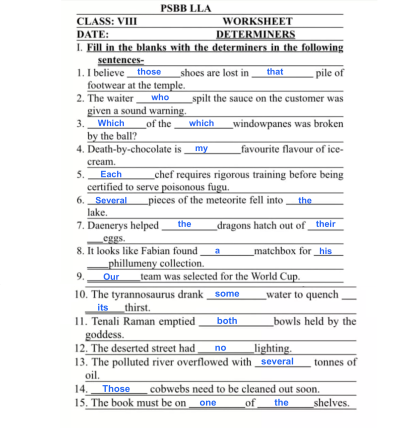 PSBB LLA
CLASS: VIII WORKSHEET
DATE: DETERMINERS
I. Fill in the blanks with the determiners in the following
sentences-
1. I believe those shoes are lost in that pile of
footwear at the temple.
2. The waiter who spilt the sauce on the customer was
given a sound warning.
3. Which of the which windowpanes was broken
by the ball?
4. Death-by-chocolate is my favourite flavour of ice-
cream.
5. Each chef requires rigorous training before being
certified to serve poisonous fugu.
6. Several pieces of the meteorite fell into the
lake.
7. Daenerys helped the dragons hatch out of their
eggs.
8. It looks like Fabian found a matchbox for his
phillumeny collection.
9. Our team was selected for the World Cup.
10. The tyrannosaurus drank some water to quench
its thirst.
11. Tenali Raman emptied both bowls held by the
goddess.
12. The deserted street had no lighting.
13. The polluted river overflowed with several tonnes of
oil.
14. Those cobwebs need to be cleaned out soon.
15. The book must be on one of the shelves.